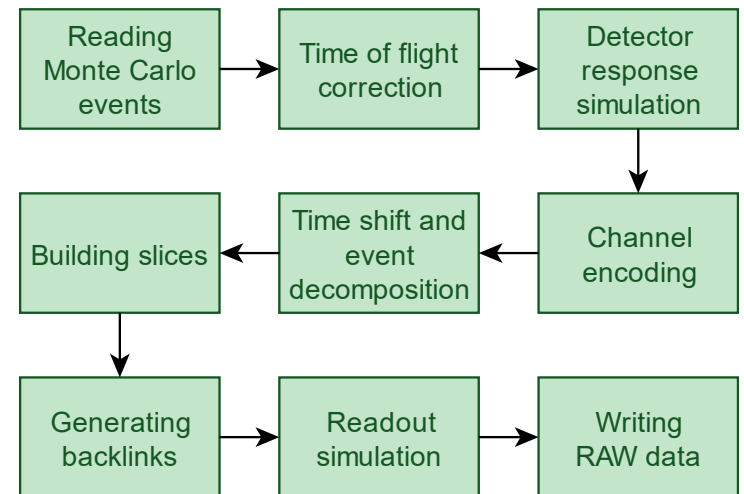 Reading
Monte Carlo
events
Time of flight
correction
Detector
response
simulation
Channel
encoding
Time shift and
event
decomposition
Building slices
Generating
backlinks
Readout
simulation
Writing
RAW data